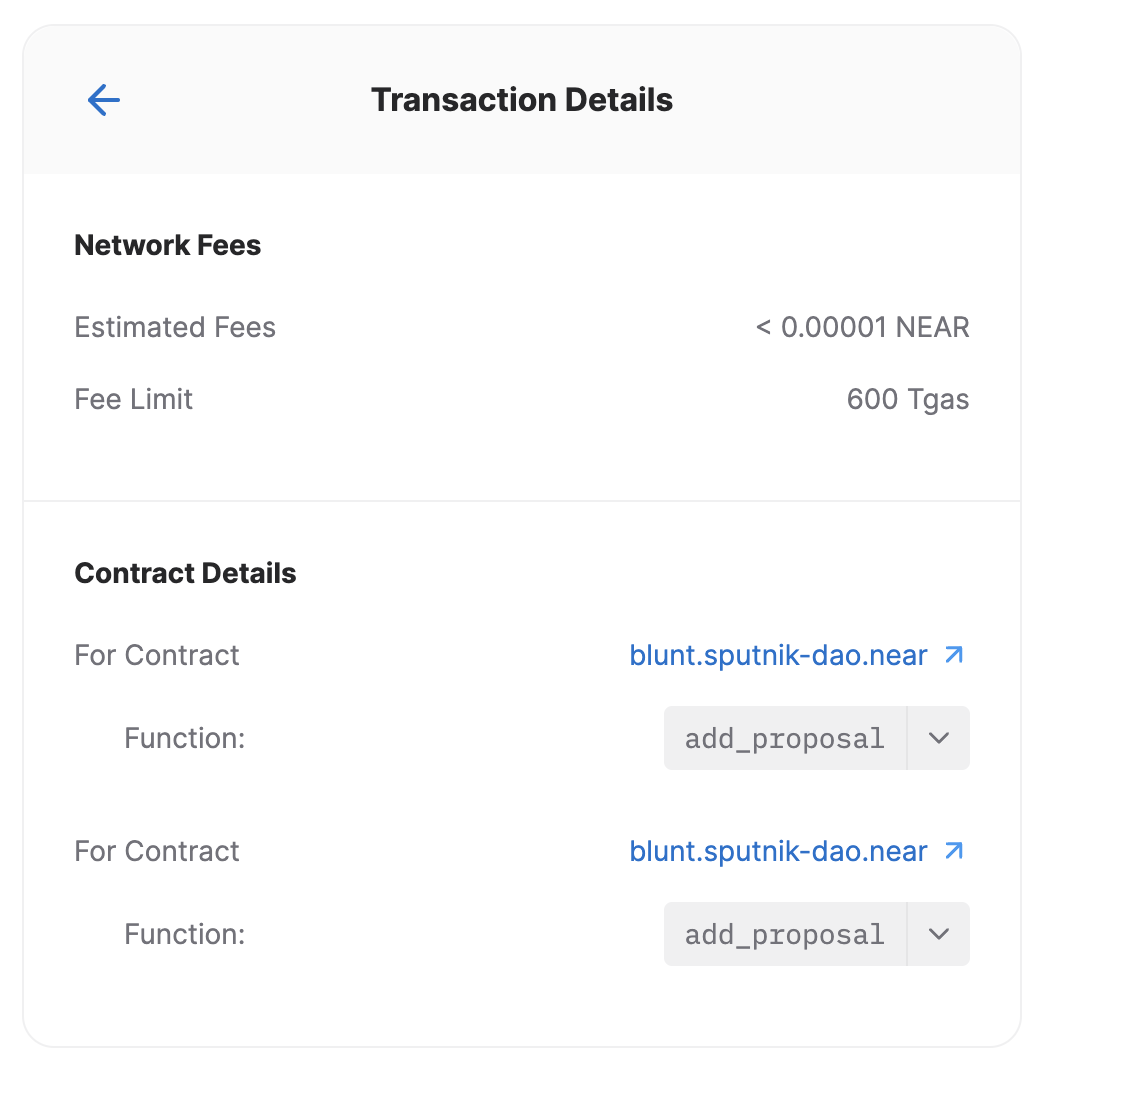 Transaction Details
Network Fees
Estimated Fees < 0.00001 NEAR
Fee Limit 600 Tgas
Contract Details
For Contract blunt.sputnik-dao.near
Function: add_proposal
For Contract blunt.sputnik-dao.near
Function: add_proposal